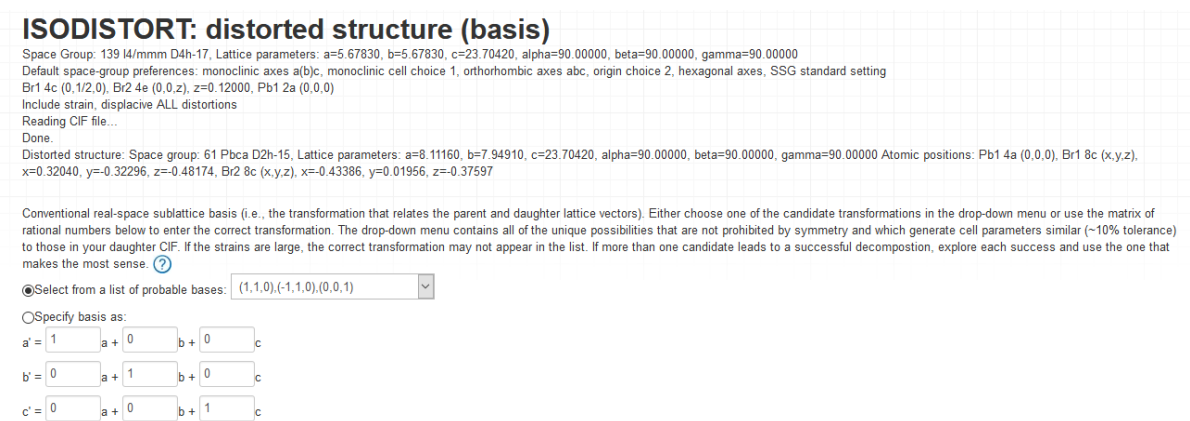 ISODISTORT: distorted structure (basis)
Space Group: 139 I4/mmm D4h-17, Lattice parameters: a=5.67830, b=5.67830, c=23.70420, alpha=90.00000, beta=90.00000, gamma=90.00000
Default space-group preferences: monoclinic axes a(b)c, monoclinic cell choice 1, orthorhombic axes abc, origin choice 2, hexagonal axes, SSG standard setting
Br1 4c (0,1/2,0), Br2 4e (0,0,z), z=0.12000, Pb1 2a (0,0,0)
Include strain, displacive ALL distortions
Reading CIF file...
Done.
Distorted structure: Space group: 61 Pbca D2h-15, Lattice parameters: a=8.11160, b=7.94910, c=23.70420, alpha=90.00000, beta=90.00000, gamma=90.00000 Atomic positions: Pb1 4a (0,0,0), Br1 8c (x,y,z),
x=0.32040, y=-0.32296, z=-0.48174, Br2 8c (x,y,z), x=-0.43386, y=0.01956, z=-0.37597
Conventional real-space sublattice basis (i.e., the transformation that relates the parent and daughter lattice vectors). Either choose one of the candidate transformations in the drop-down menu or use the matrix of
rational numbers below to enter the correct transformation. The drop-down menu contains all of the unique possibilities that are not prohibited by symmetry and which generate cell parameters similar (~10% tolerance)
to those in your daughter CIF. If the strains are large, the correct transformation may not appear in the list. If more than one candidate leads to a successful decompostion, explore each success and use the one that
makes the most sense. ?
Select from a list of probable bases: (1,1,0),(-1,1,0),(0,0,1)
Specify basis as:
a' = 1 a + 0 b + 0 c
b' = 0 a + 1 b + 0 c
c' = 0 a + 0 b + 1 c